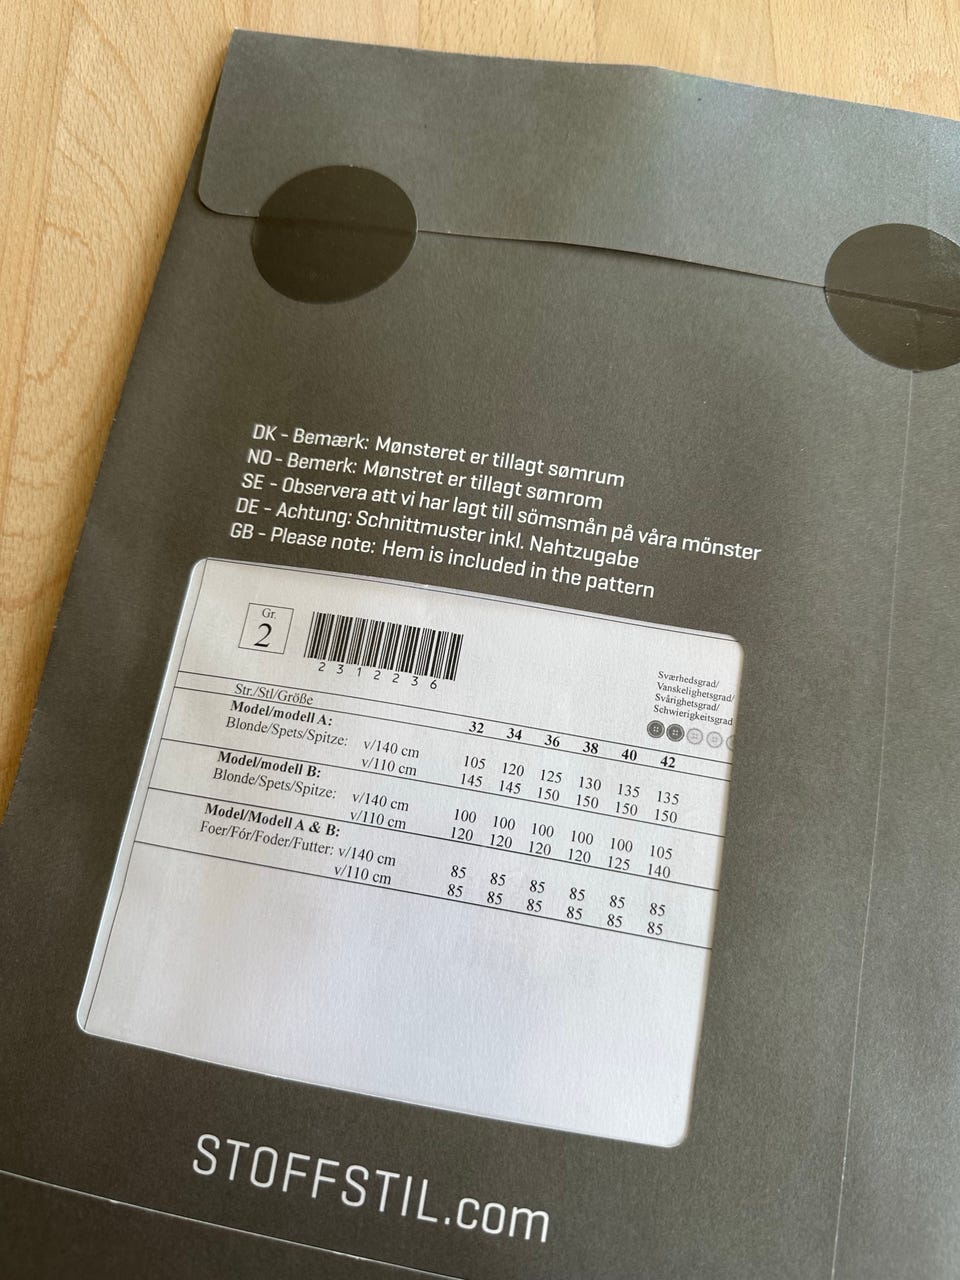 DK - Bemærk: Mønsteret er tillagt sømrum
NO - Bemerk: Mønstret er tillagt sømrom
SE - Observera att vi har lagt till sömsmån på våra mönster
DE - Achtung: Schnittmuster inkl. Nahtzugabe
GB - Please note: Hem is included in the pattern
Gr.
2
2312236
Sværhedsgrad/
Vanskelighetsgrad/
Svårighetsgrad/
Schwierigkeitsgrad
Str./Stl/Größe 32 34 36 38 40 42
Model/modell A:
Blonde/Spets/Spitze: v/140 cm 105 120 125 130 135 135
v/110 cm 145 145 150 150 150 150
Model/modell B:
Blonde/Spets/Spitze: v/140 cm 100 100 100 100 100 105
v/110 cm 120 120 120 120 125 140
Model/Modell A & B:
Foer/Fór/Foder/Futter: v/140 cm 85 85 85 85 85 85
v/110 cm 85 85 85 85 85 85
STOFFSTIL.com